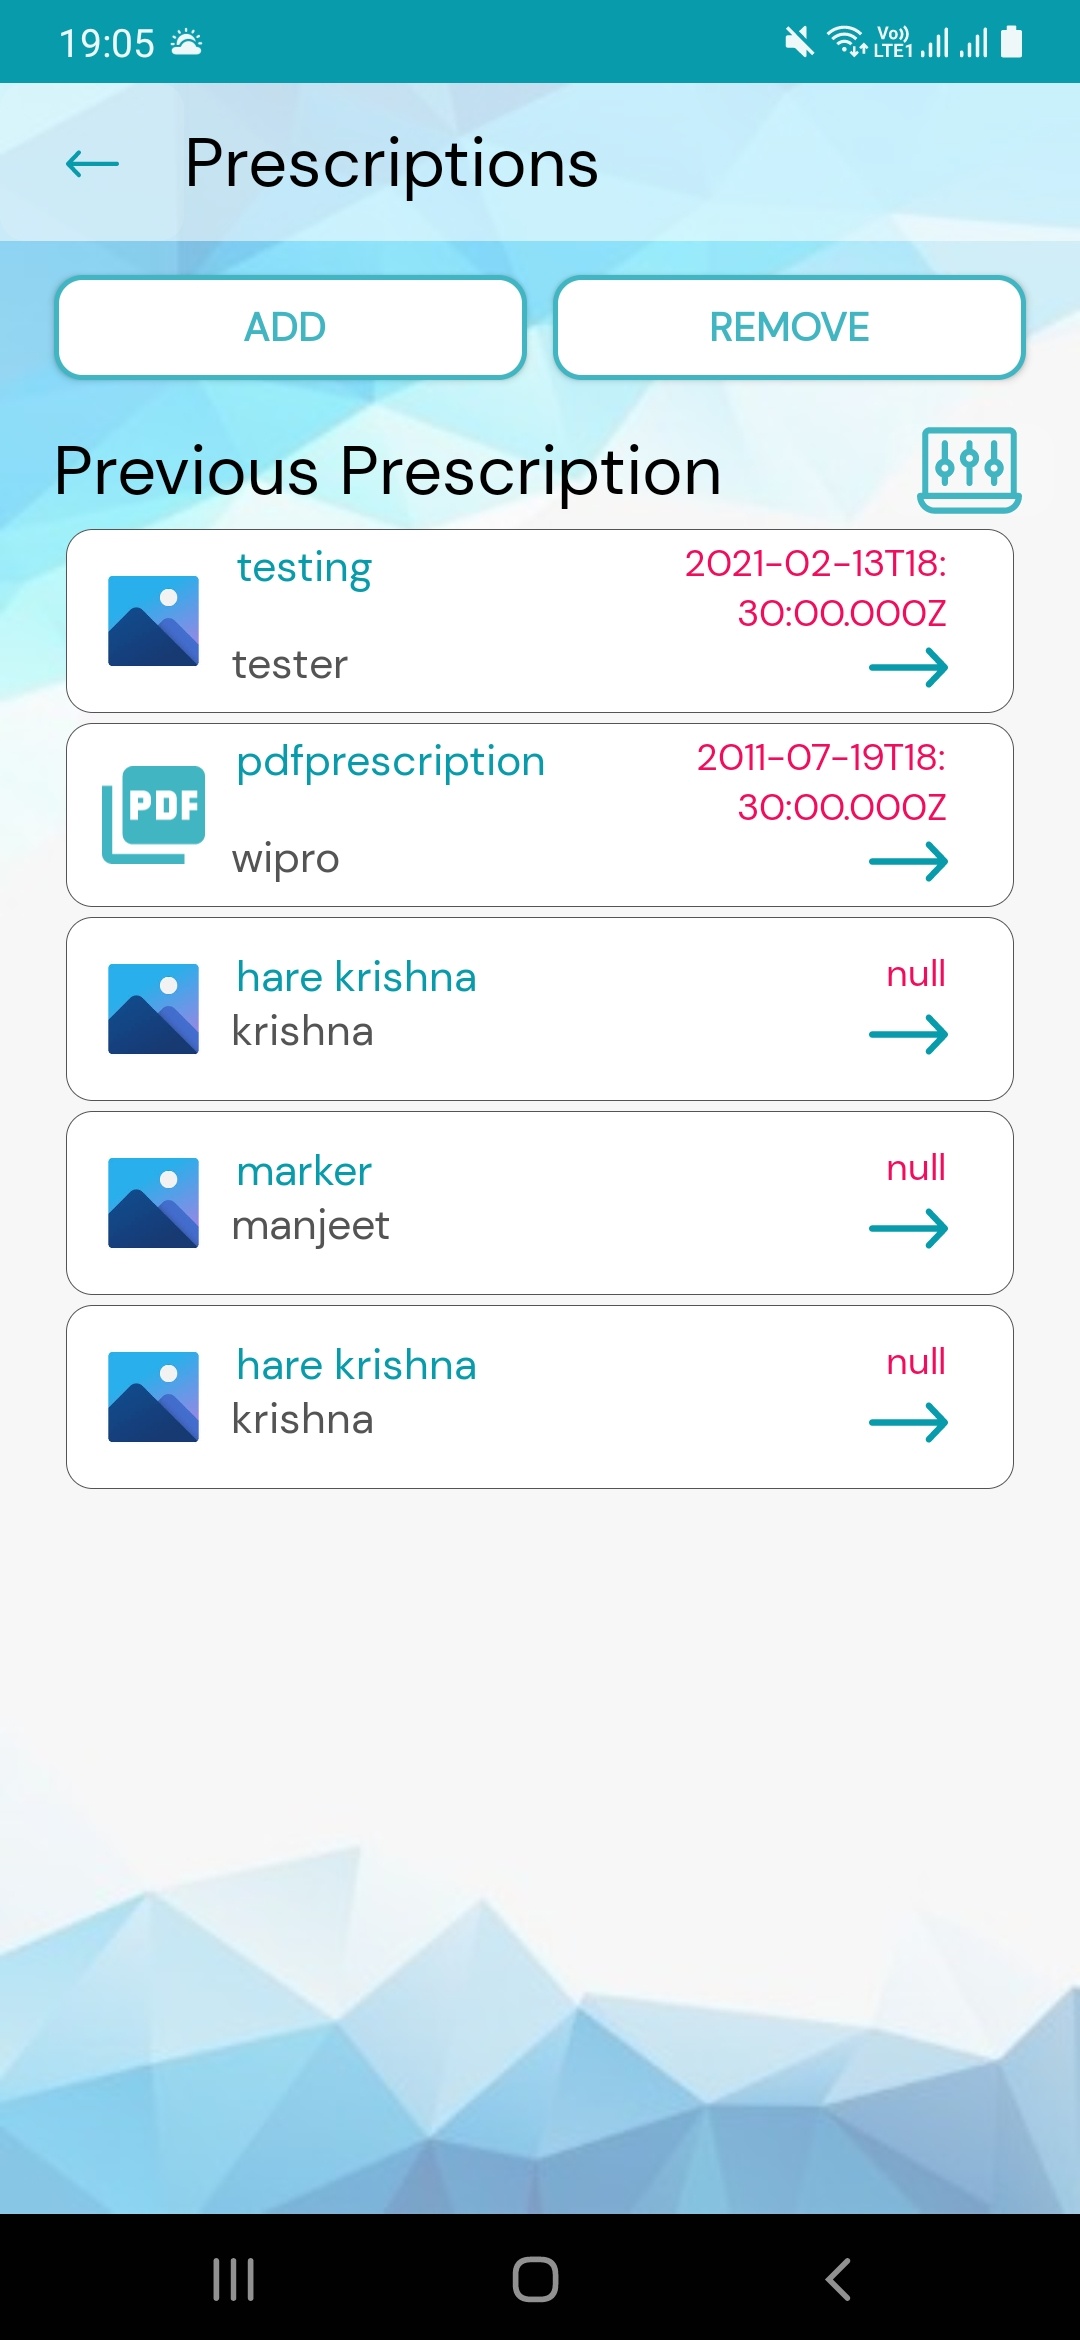 19:05
Vo))
LTE1
Prescriptions
ADD
REMOVE
Previous Prescription
testing
2021-02-13T18:
30:00.000Z
tester
PDF
pdfprescription
2011-07-19T18:
30:00.000Z
wipro
hare krishna
null
krishna
marker
null
manjeet
hare krishna
null
krishna